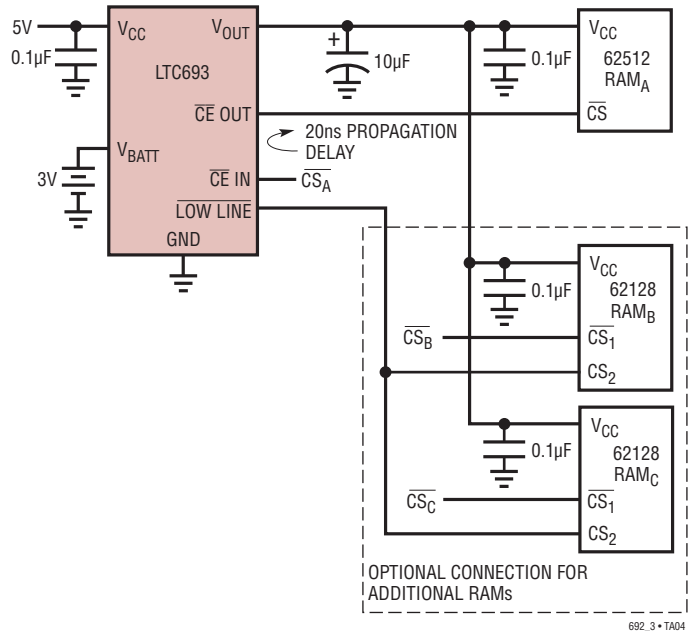 5V
VCC
VOUT
0.1µF
LTC693
+
10µF
0.1µF
VCC
62512
RAMA
CE OUT
CS
20ns PROPAGATION
DELAY
VBATT
3V
CE IN
CSA
LOW LINE
GND
VCC
0.1µF
62128
RAMB
CSB
CS1
CS2
VCC
0.1µF
62128
RAMC
CSC
CS1
CS2
OPTIONAL CONNECTION FOR
ADDITIONAL RAMs
692_3 • TA04